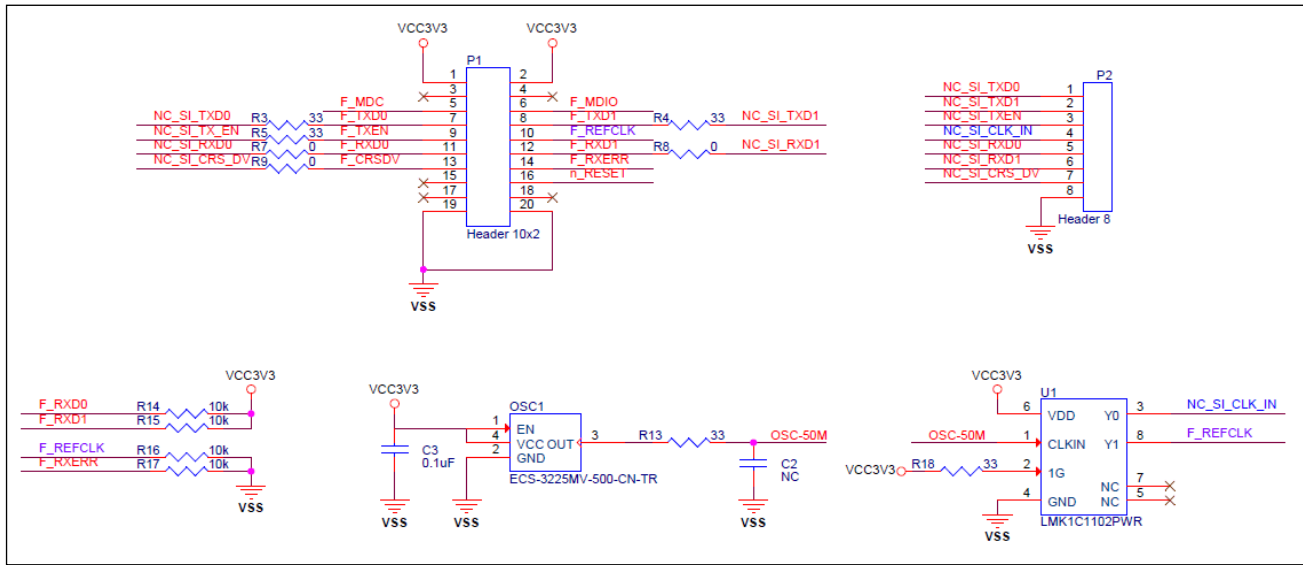 VCC3V3 VCC3V3
P1
1 2
3 4
F_MDC 5 6 F_MDIO
NC_SI_TXD0 R3 33 F_TXD0 7 8 F_TXD1 R4 33 NC_SI_TXD1
NC_SI_TX_EN R5 33 F_TXEN 9 10 F_REFCLK
NC_SI_RXD0 R7 0 F_RXD0 11 12 F_RXD1 R8 0 NC_SI_RXD1
NC_SI_CRS_DV R9 0 F_CRSDV 13 14 F_RXERR
15 16 n_RESET
17 18
19 20
Header 10x2
VSS
P2
NC_SI_TXD0 1
NC_SI_TXD1 2
NC_SI_TXEN 3
NC_SI_CLK_IN 4
NC_SI_RXD0 5
NC_SI_RXD1 6
NC_SI_CRS_DV 7
8
Header 8
VSS
VCC3V3
F_RXD0 R14 10k
F_RXD1 R15 10k
F_REFCLK R16 10k
F_RXERR R17 10k
VSS
VCC3V3
OSC1
1 EN
4 VCC OUT 3 R13 33 OSC-50M
2 GND
C3
0.1uF
ECS-3225MV-500-CN-TR
C2
NC
VSS VSS VSS
VCC3V3
U1
6 VDD Y0 3 NC_SI_CLK_IN
OSC-50M 1 CLKIN Y1 8 F_REFCLK
VCC3V3 R18 33 2 1G
NC 7
4 GND NC 5
LMK1C1102PWR
VSS